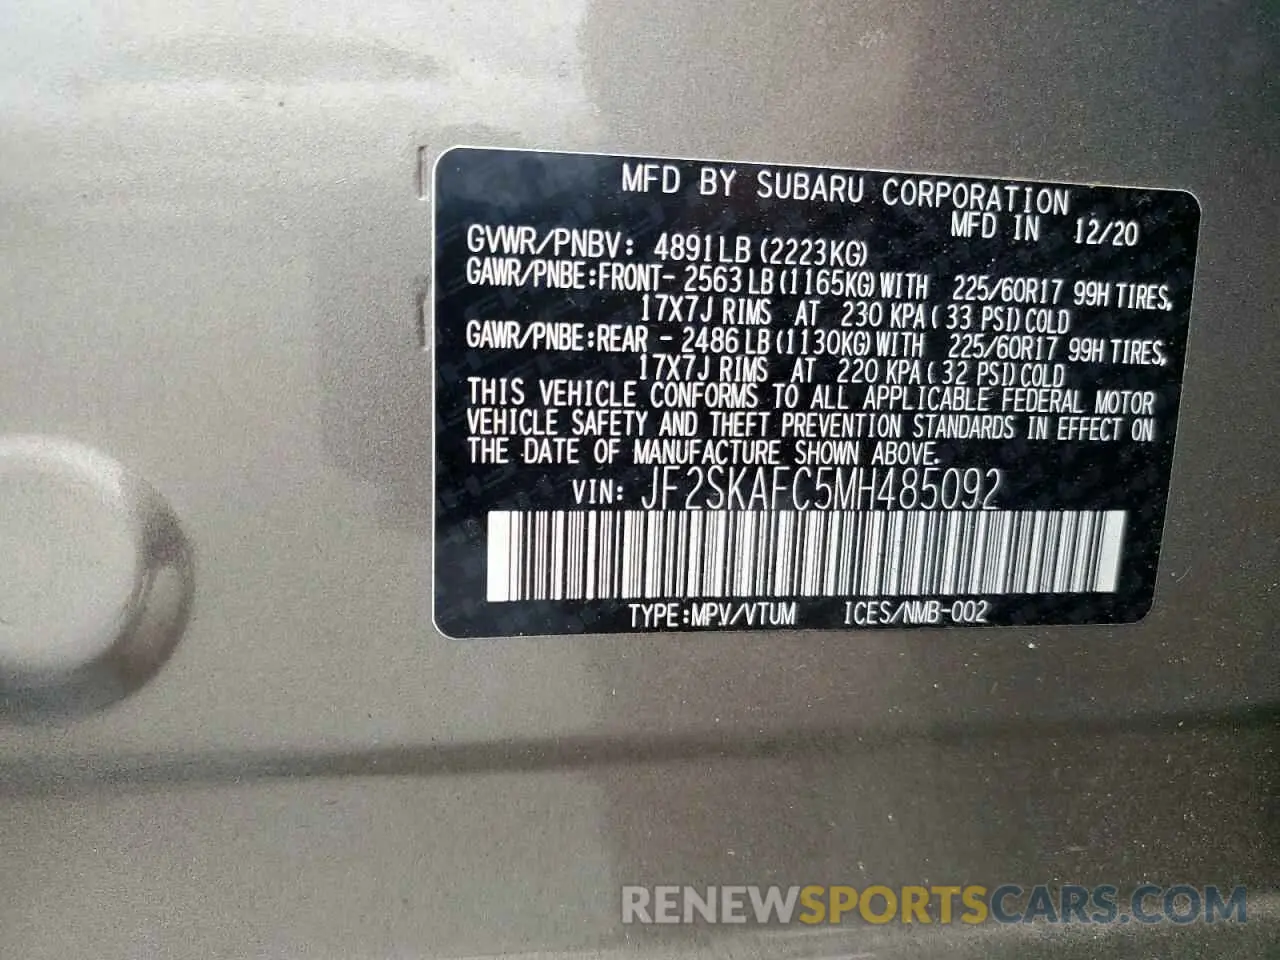 MFD BY SUBARU CORPORATION
MFD IN 12/20
GVWR/PNBV: 4891LB (2223KG)
GAWR/PNBE:FRONT- 2563LB (1165KG) WITH 225/60R17 99H TIRES,
17X7J RIMS AT 230 KPA( 33 PSI)COLD
GAWR/PNBE:REAR - 2486LB (1130KG) WITH 225/60R17 99H TIRES,
17X7J RIMS AT 220 KPA( 32 PSI)COLD
THIS VEHICLE CONFORMS TO ALL APPLICABLE FEDERAL MOTOR
VEHICLE SAFETY AND THEFT PREVENTION STANDARDS IN EFFECT ON
THE DATE OF MANUFACTURE SHOWN ABOVE.
VIN: JF2SKAFC5MH485092
TYPE:MPV/VTUM ICES/NMB-002
RENEWSPORTSCARS.COM